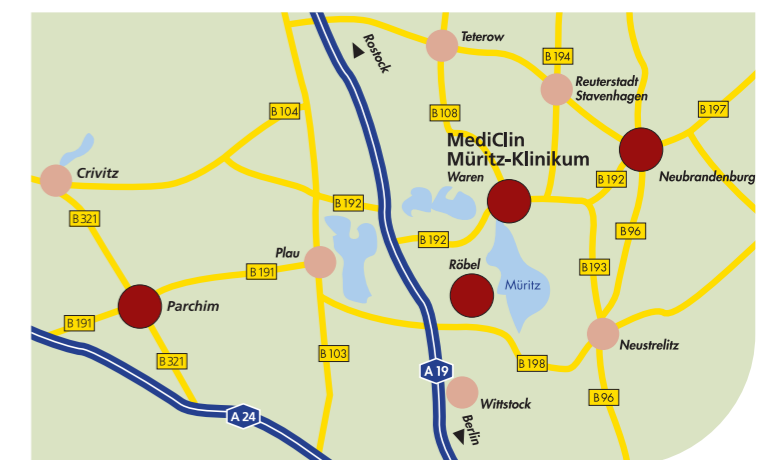 Rostock
Teterow
B 194
Reuterstadt
Stavenhagen
B 104
B 108
B 197
MediClin
Müritz-Klinikum
Waren
Crivitz
B 192
Neubrandenburg
B 192
B 321
B 96
B 192
Plau
Röbel
B 191
B 193
Müritz
Parchim
B 191
Neustrelitz
B 103
B 321
B 198
A 19
B 96
Wittstock
A 24
Berlin